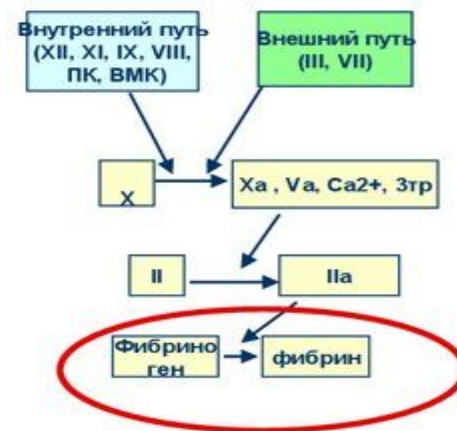 Внутренний путь
(XII, XI, IX, VIII,
ПК, ВМК)
Внешний путь
(III, VII)
X
Xa , Va, Ca2+, 3тр
II
IIa
Фибрино
ген
фибрин